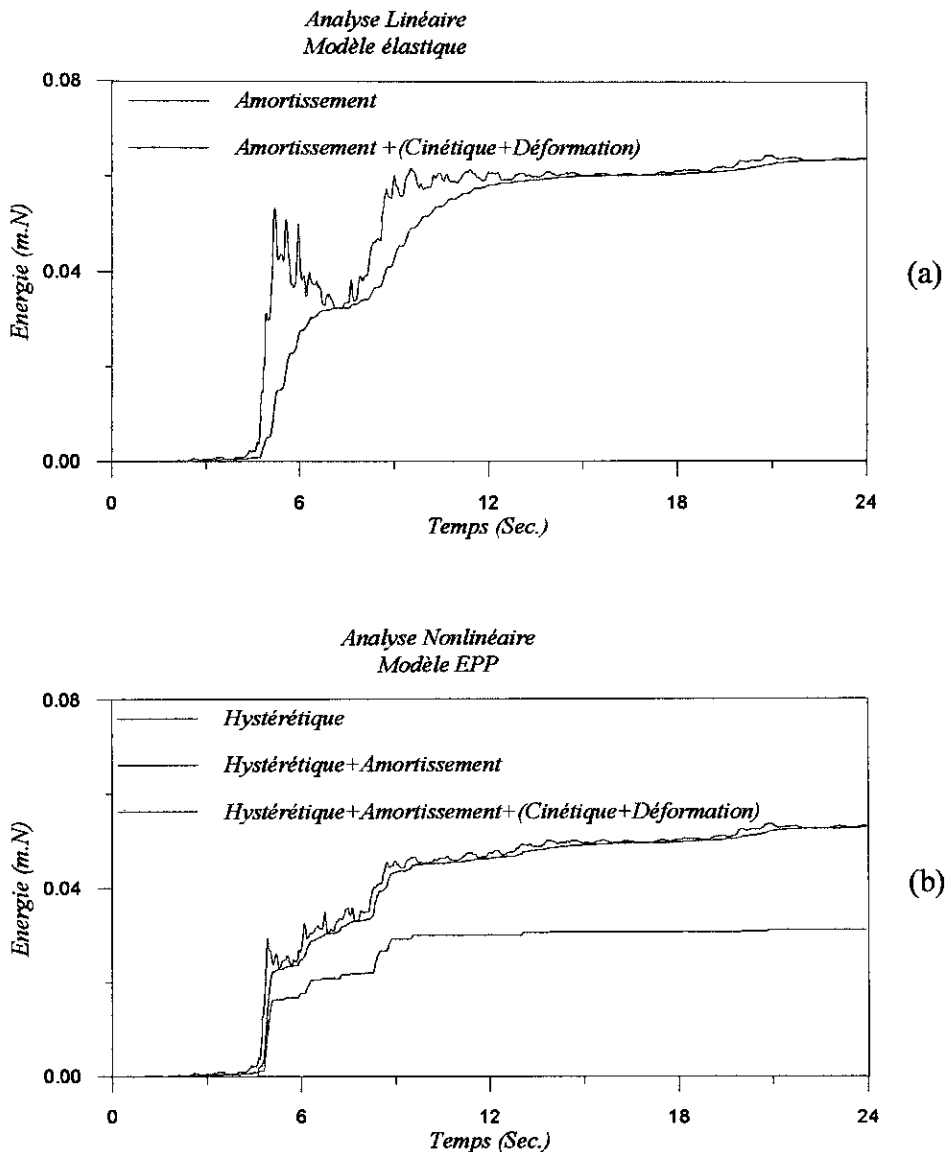 Analyse Linéaire
Modèle élastique
0.08
Amortissement
Amortissement +(Cinétique+Déformation)
0.04
Energie (m.N)
(a)
0.00
0 6 12 18 24
Temps (Sec.)
Analyse Nonlinéaire
Modèle EPP
0.08
Hystérétique
Hystérétique+Amortissement
Hystérétique+Amortissement+(Cinétique+Déformation)
0.04
Energie (m.N)
(b)
0.00
0 6 12 18 24
Temps (Sec.)